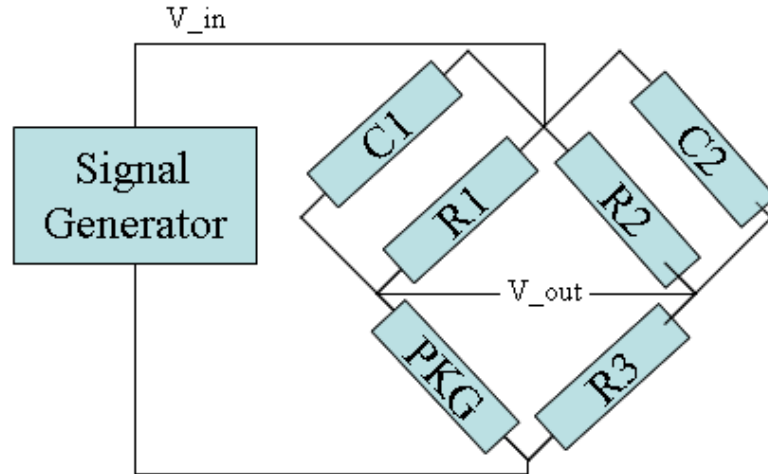 V_in
Signal
Generator
C1
R1
R2
C2
V_out
PKG
R3